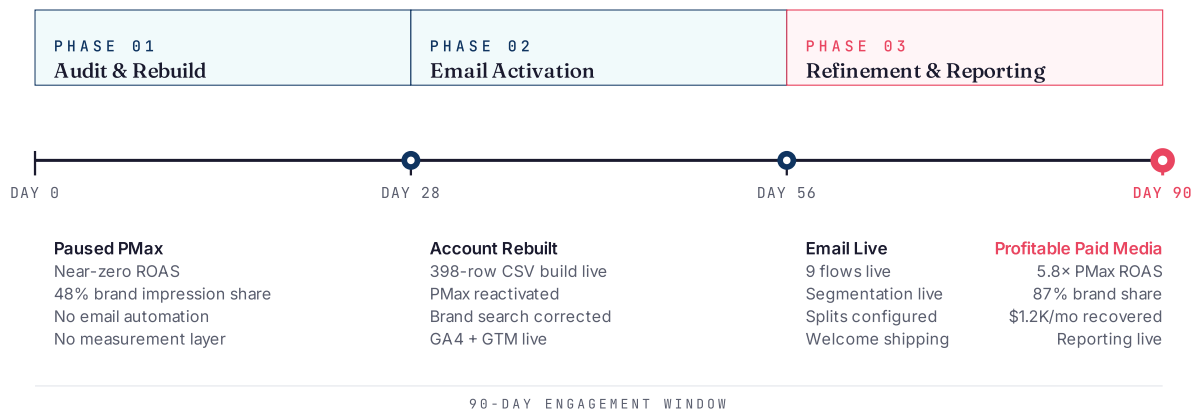 PHASE 01
Audit & Rebuild
PHASE 02
Email Activation
PHASE 03
Refinement & Reporting
DAY 0
DAY 28
DAY 56
DAY 90
Paused PMax
Near-zero ROAS
48% brand impression share
No email automation
No measurement layer
Account Rebuilt
398-row CSV build live
PMax reactivated
Brand search corrected
GA4 + GTM live
Email Live
9 flows live
Segmentation live
Splits configured
Welcome shipping
Profitable Paid Media
5.8× PMax ROAS
87% brand share
$1.2K/mo recovered
Reporting live
90-DAY ENGAGEMENT WINDOW